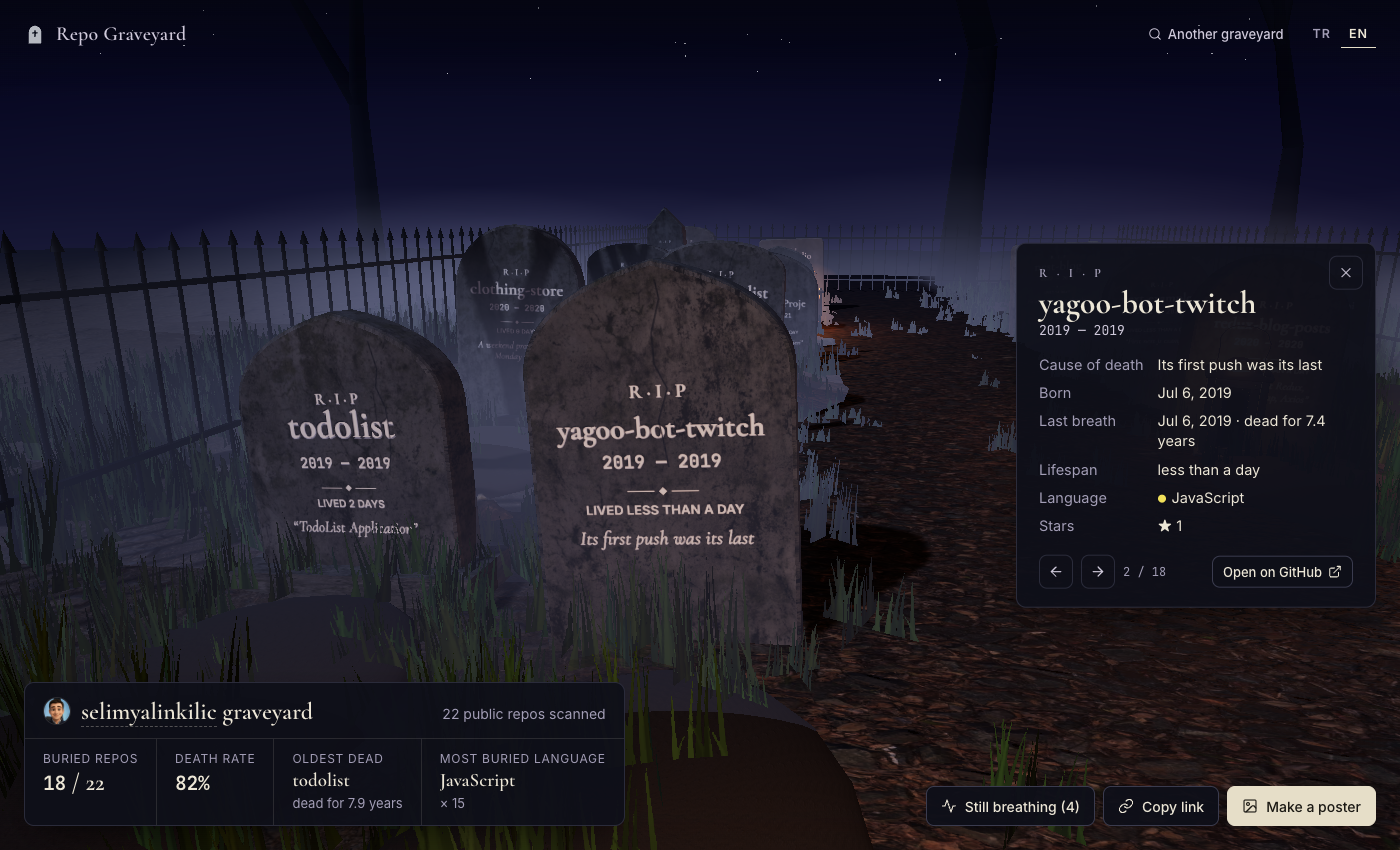 Repo Graveyard
Another graveyard
TR
EN
R·I·P
clothing-store
2020 – 2020
R·I·P
list
Proje
R·I·P
todolist
2019 – 2019
LIVED 2 DAYS
“TodoList Application”
R·I·P
yagoo-bot-twitch
2019 – 2019
LIVED LESS THAN A DAY
Its first push was its last
R · I · P
yagoo-bot-twitch
2019 – 2019
Cause of death Its first push was its last
Born Jul 6, 2019
Last breath Jul 6, 2019 · dead for 7.4
years
Lifespan less than a day
Language JavaScript
Stars ★ 1
2 / 18
Open on GitHub
selimyalinkilic graveyard
22 public repos scanned
BURIED REPOS
18 / 22
DEATH RATE
82%
OLDEST DEAD
todolist
dead for 7.9 years
MOST BURIED LANGUAGE
JavaScript
× 15
Still breathing (4)
Copy link
Make a poster